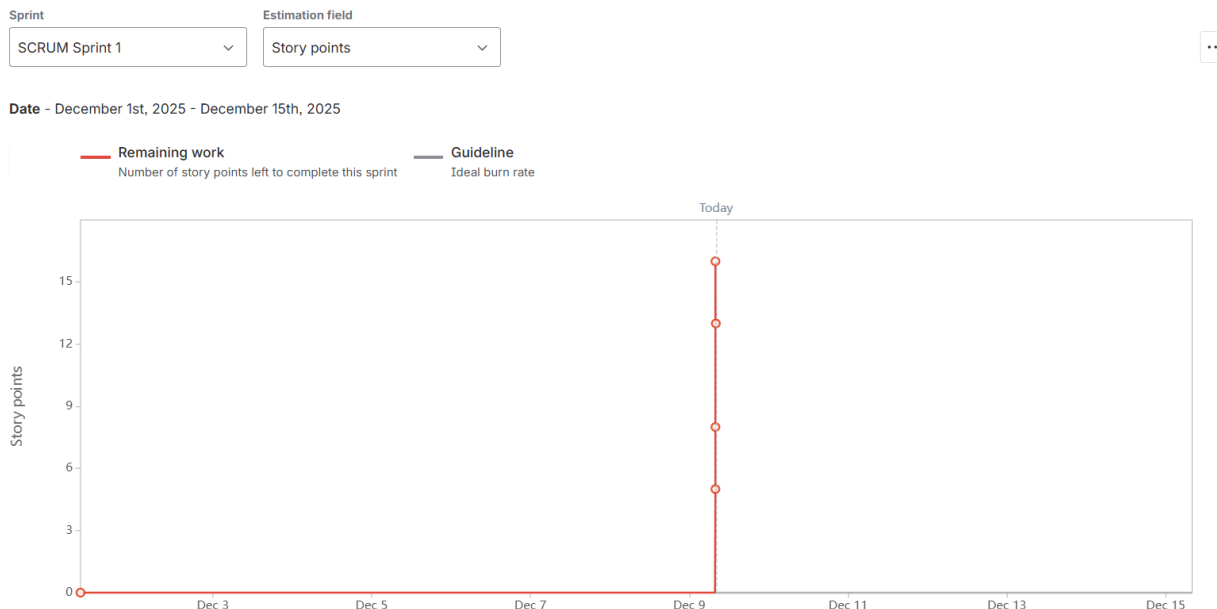 Sprint Estimation field
SCRUM Sprint 1 Story points
Date - December 1st, 2025 - December 15th, 2025
Remaining work Guideline
Number of story points left to complete this sprint Ideal burn rate
Today
15
12
9
6
3
0
Story points
Dec 3 Dec 5 Dec 7 Dec 9 Dec 11 Dec 13 Dec 15